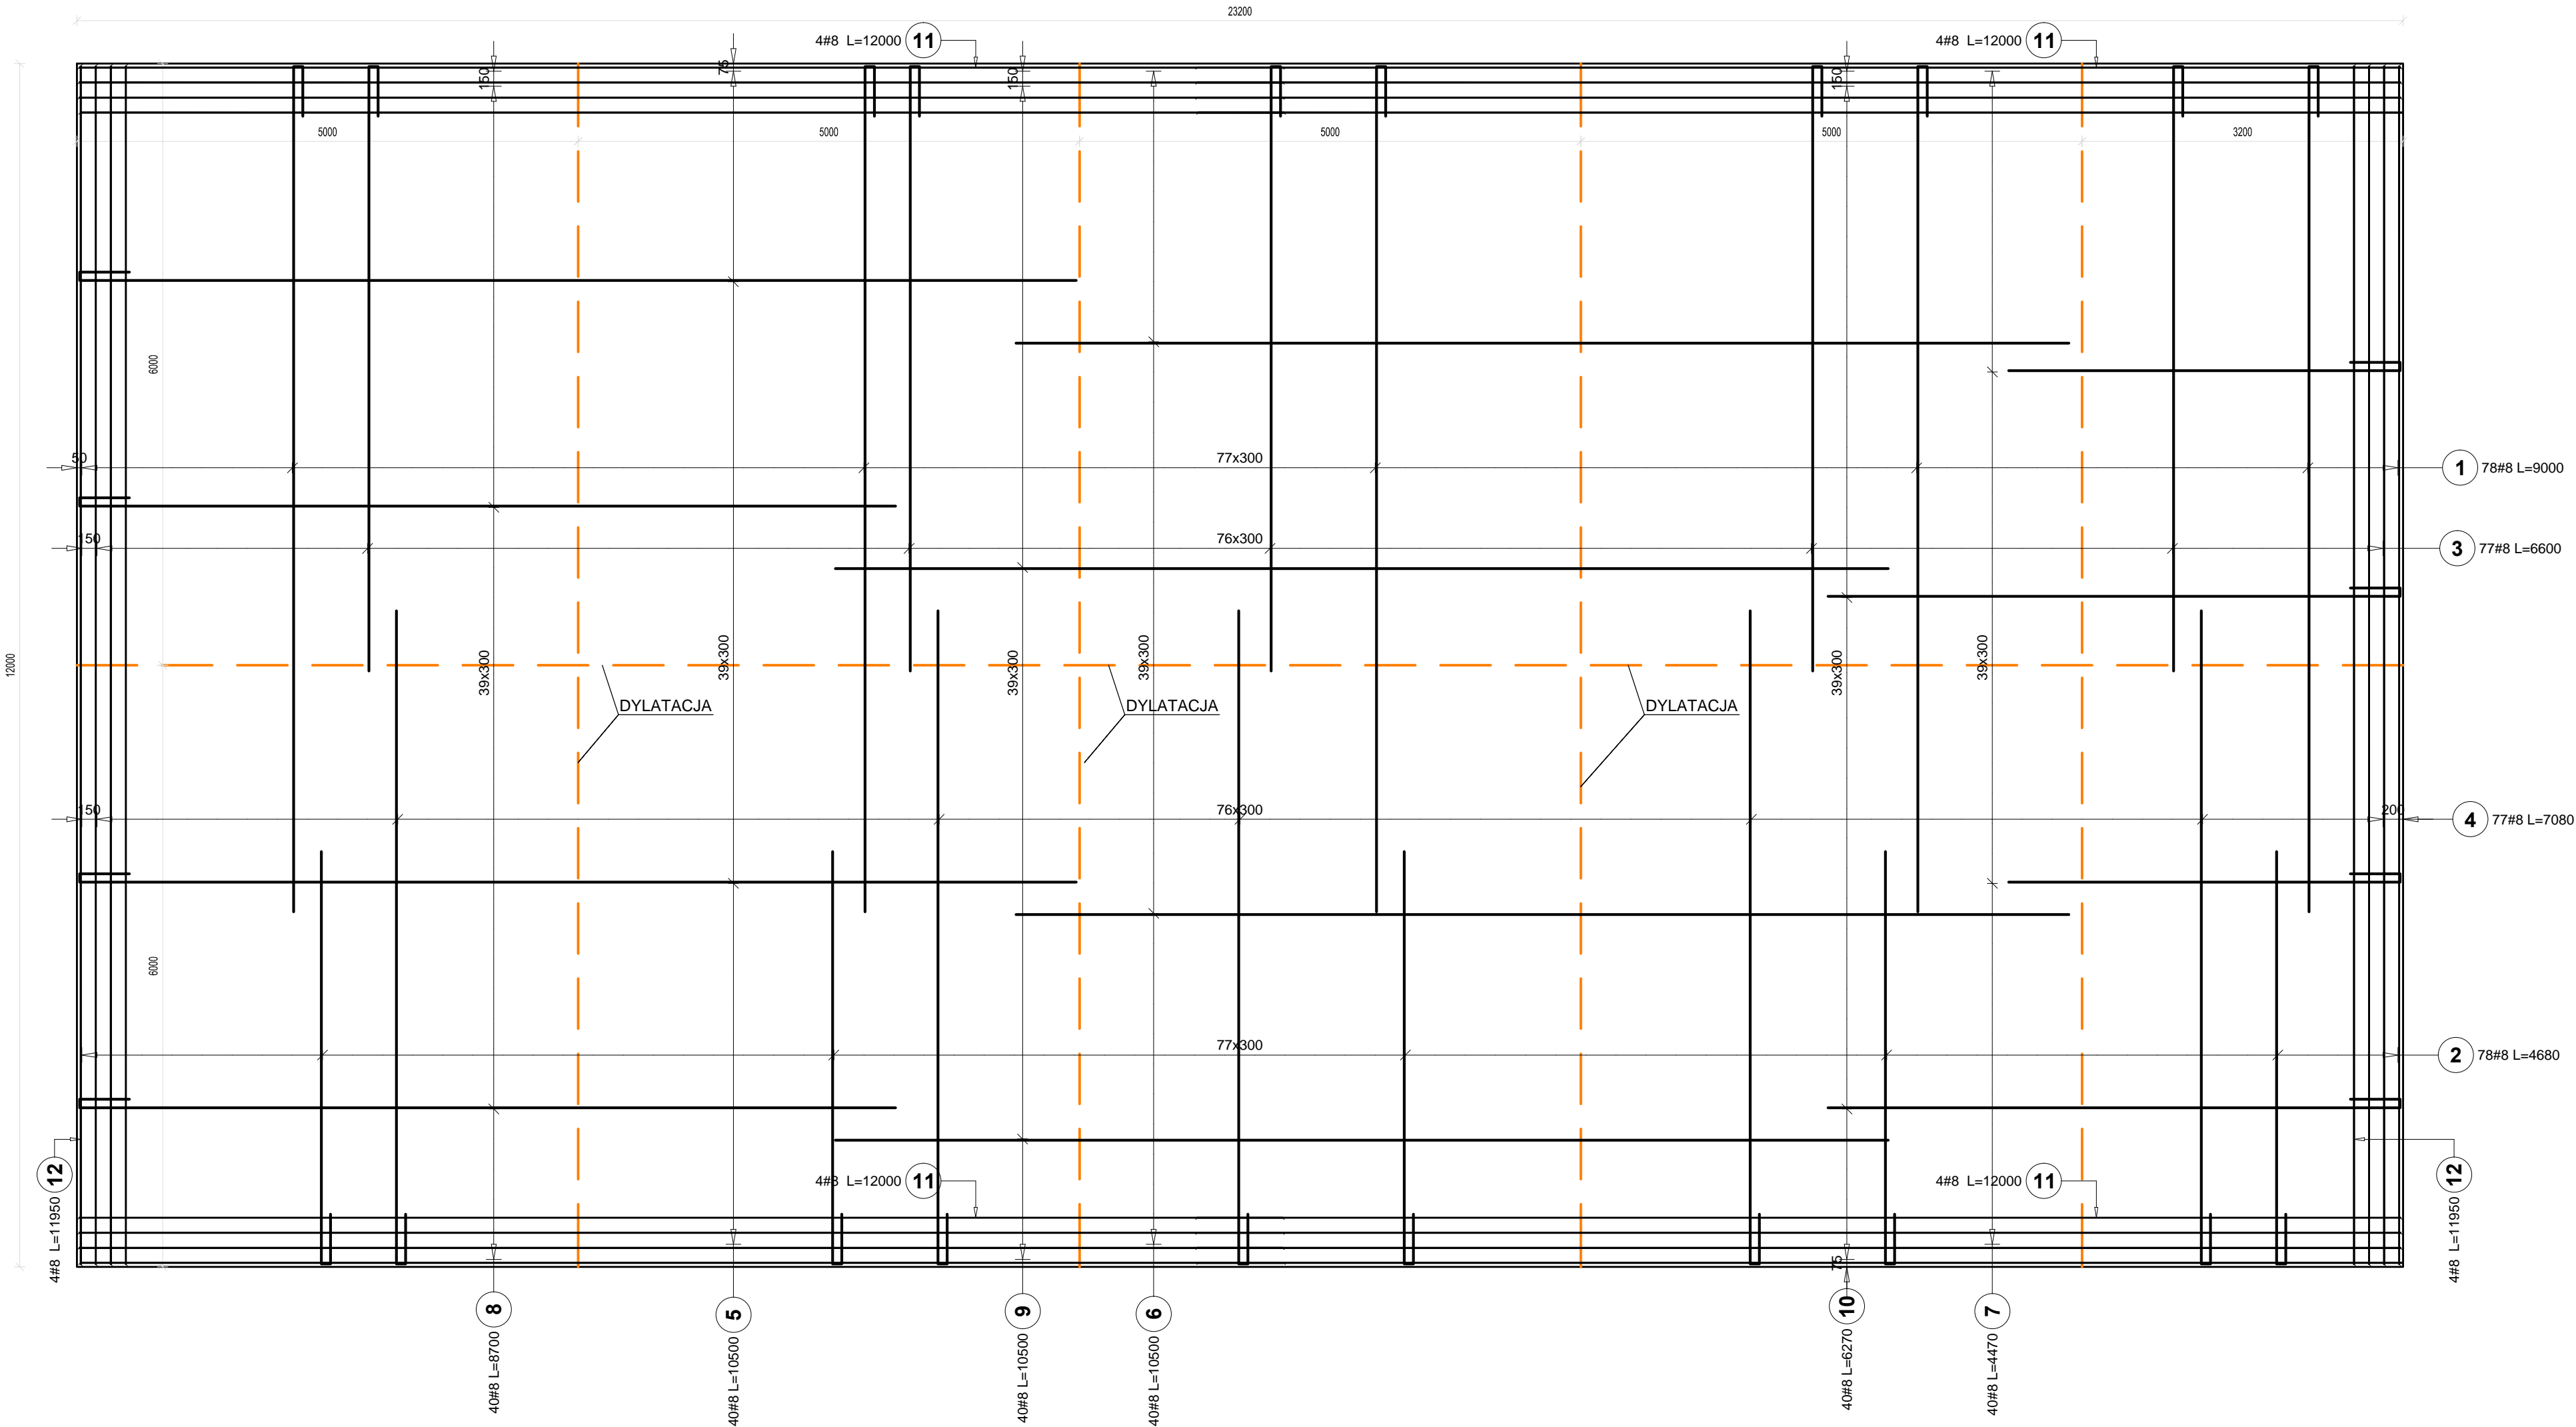 23200
4#8 L=12000 11
4#8 L=12000 11
150
75
150
150
5000
5000
5000
5000
3200
6000
50
77x300
1 78#8 L=9000
150
76x300
3 77#8 L=6600
12000
39x300
39x300
39x300
39x300
39x300
39x300
DYLATACJA
DYLATACJA
DYLATACJA
150
76x300
200
4 77#8 L=7080
6000
77x300
2 78#8 L=4680
4#8 L=11950 12
4#8 L=12000 11
4#8 L=12000 11
4#8 L=11950 12
75
40#8 L=8700 8
40#8 L=10500 5
40#8 L=10500 9
40#8 L=10500 6
40#8 L=6270 10
40#8 L=4470 7